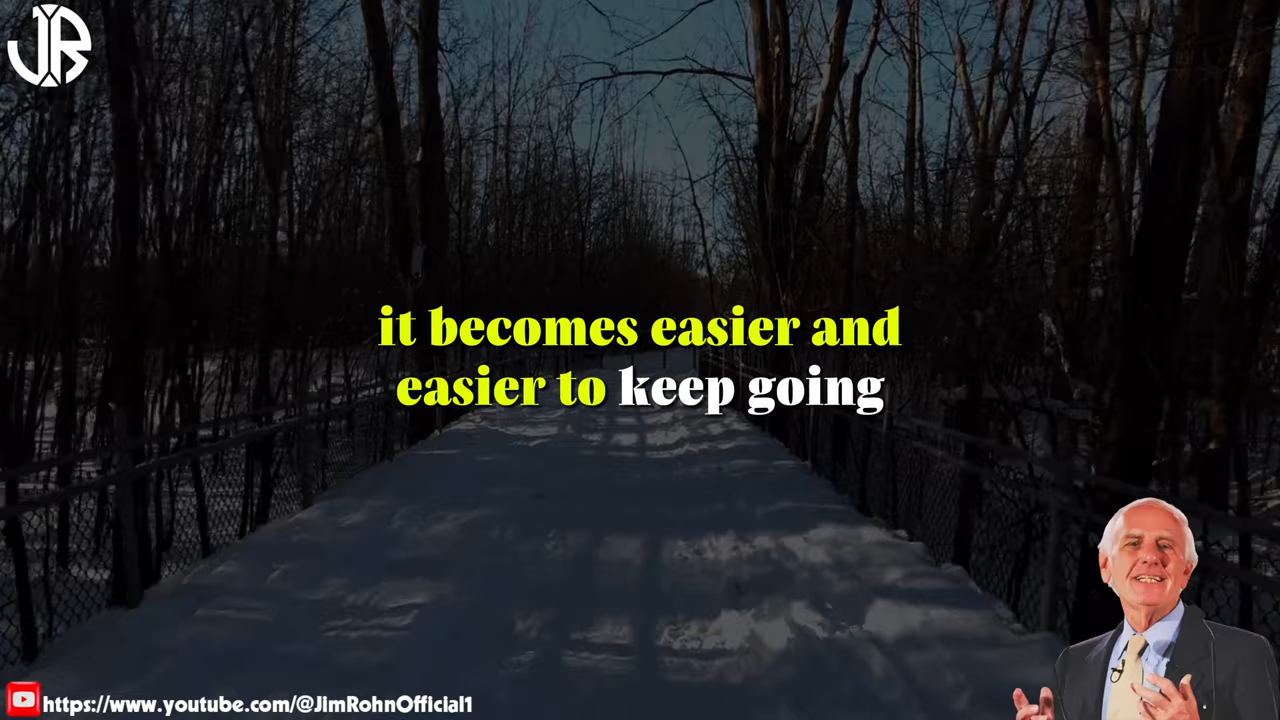 JR
it becomes easier and
easier to keep going
https://www.youtube.com/@JimRohnOfficial1